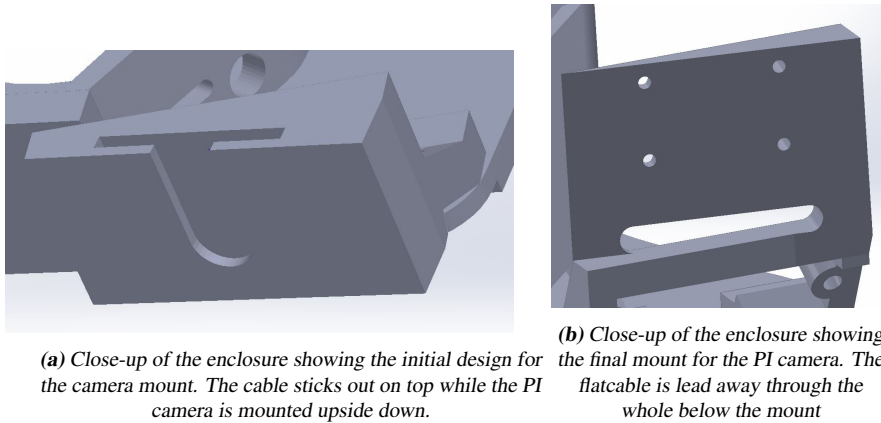 (a) Close-up of the enclosure showing the initial design for
the camera mount. The cable sticks out on top while the PI
camera is mounted upside down.
(b) Close-up of the enclosure showing
the final mount for the PI camera. The
flatcable is lead away through the
whole below the mount